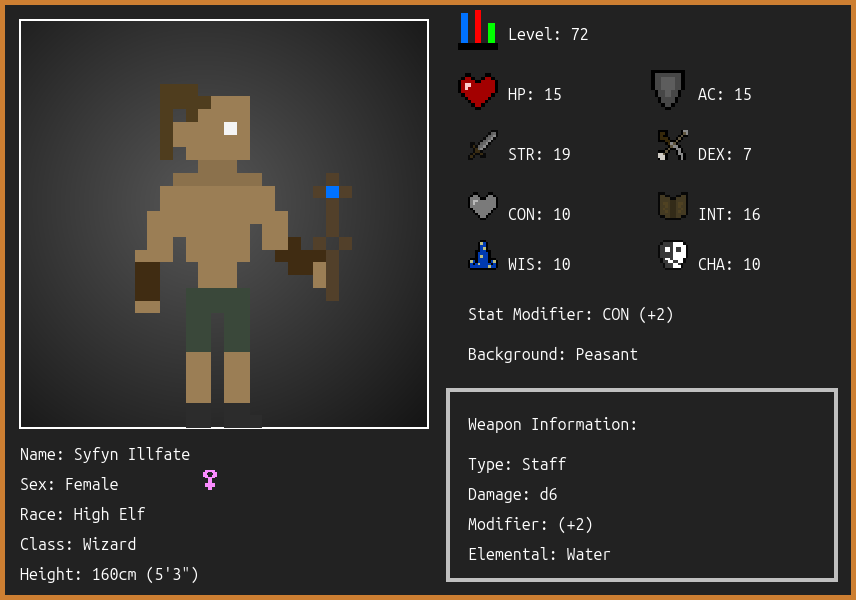 Level: 72
HP: 15
AC: 15
STR: 19
DEX: 7
CON: 10
INT: 16
WIS: 10
CHA: 10
Stat Modifier: CON (+2)
Background: Peasant
Weapon Information:
Type: Staff
Damage: d6
Modifier: (+2)
Elemental: Water
Name: Syfyn Illfate
Sex: Female
Race: High Elf
Class: Wizard
Height: 160cm (5'3")